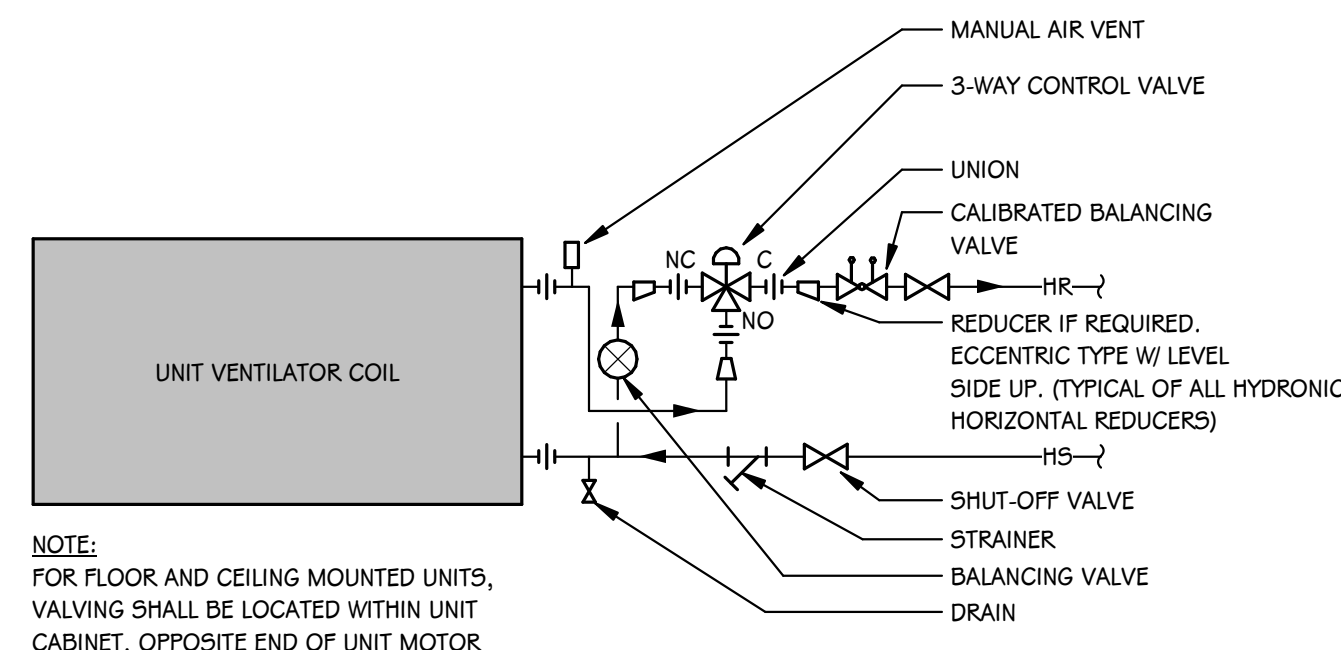 MANUAL AIR VENT
3-WAY CONTROL VALVE
UNION
CALIBRATED BALANCING
VALVE
NC
C
NO
HR
REDUCER IF REQUIRED.
ECCENTRIC TYPE W/ LEVEL
SIDE UP. (TYPICAL OF ALL HYDRONIC
HORIZONTAL REDUCERS)
UNIT VENTILATOR COIL
HS
SHUT-OFF VALVE
STRAINER
BALANCING VALVE
DRAIN
NOTE:
FOR FLOOR AND CEILING MOUNTED UNITS,
VALVING SHALL BE LOCATED WITHIN UNIT
CABINET, OPPOSITE END OF UNIT MOTOR